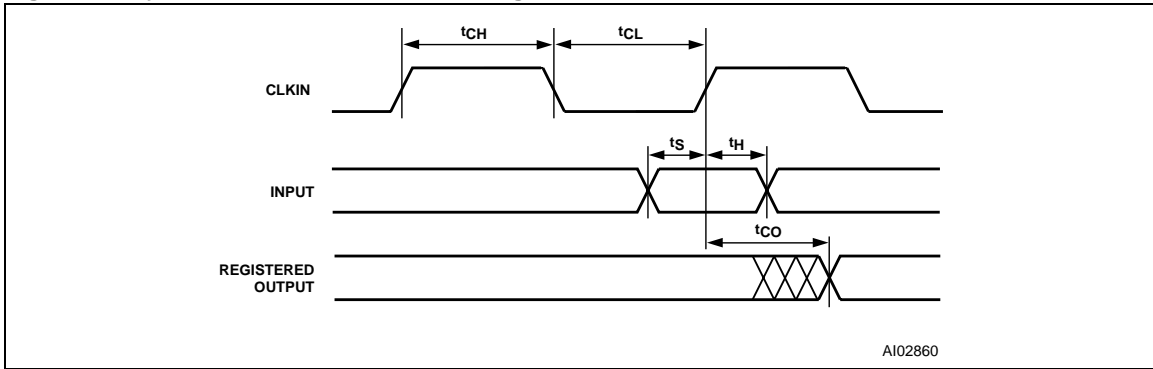 tCH
tCL
CLKIN
tS
tH
INPUT
tCO
REGISTERED
OUTPUT
AI02860